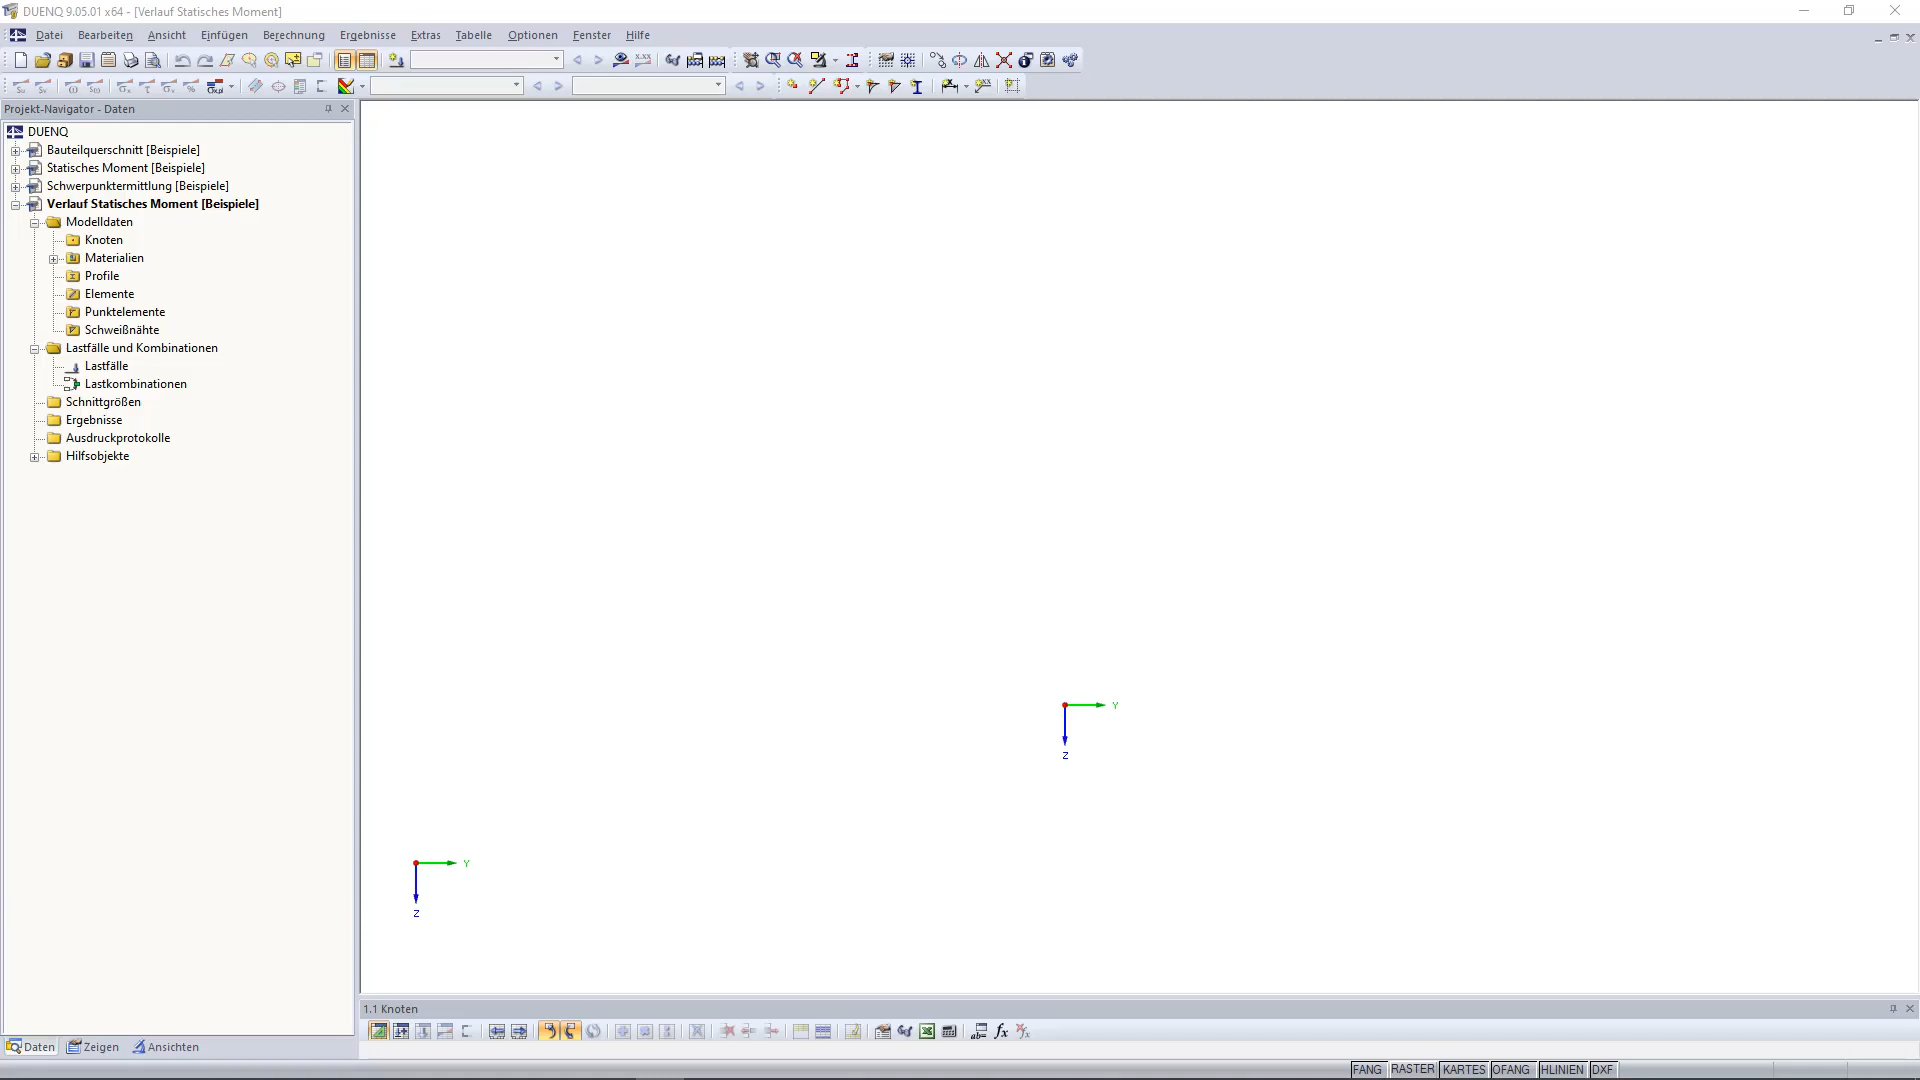 DUENQ 9.05.01 x64 - [Verlauf Statisches Moment]
Datei Bearbeiten Ansicht Einfügen Berechnung Ergebnisse Extras Tabelle Optionen Fenster Hilfe
Projekt-Navigator - Daten
DUENQ
Bauteilquerschnitt [Beispiele]
Statisches Moment [Beispiele]
Schwerpunktermittlung [Beispiele]
Verlauf Statisches Moment [Beispiele]
Modelldaten
Knoten
Materialien
Profile
Elemente
Punktelemente
Schweißnähte
Lastfälle und Kombinationen
Lastfälle
Lastkombinationen
Schnittgrößen
Ergebnisse
Ausdruckprotokolle
Hilfsobjekte
Y
Z
Y
Z
1.1 Knoten
Daten Zeigen Ansichten
FANG RASTER KARTES OFANG HLINIEN DXF